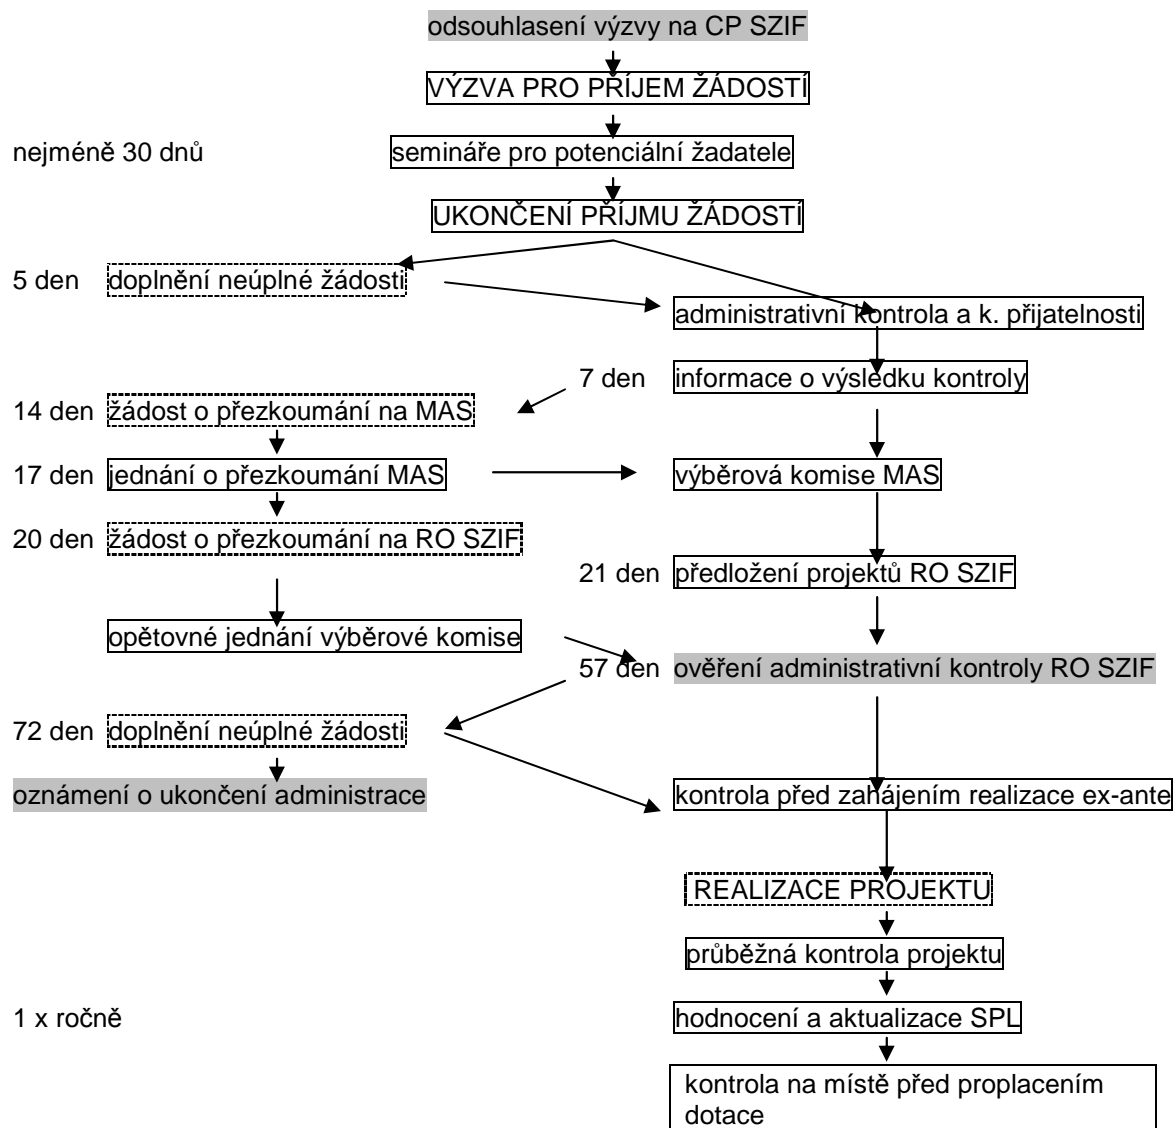 odsouhlasení výzvy na CP SZIF
VÝZVA PRO PŘÍJEM ŽÁDOSTÍ
nejméně 30 dnů semináře pro potenciální žadatele
UKONČENÍ PŘÍJMU ŽÁDOSTÍ
5 den doplnění neúplné žádosti
administrativní kontrola a k. přijatelnosti
7 den informace o výsledku kontroly
14 den žádost o přezkoumání na MAS
17 den jednání o přezkoumání MAS výběrová komise MAS
20 den žádost o přezkoumání na RO SZIF
21 den předložení projektů RO SZIF
opětovné jednání výběrové komise
57 den ověření administrativní kontroly RO SZIF
72 den doplnění neúplné žádosti
oznámení o ukončení administrace kontrola před zahájením realizace ex-ante
REALIZACE PROJEKTU
průběžná kontrola projektu
1 x ročně hodnocení a aktualizace SPL
kontrola na místě před proplacením
dotace